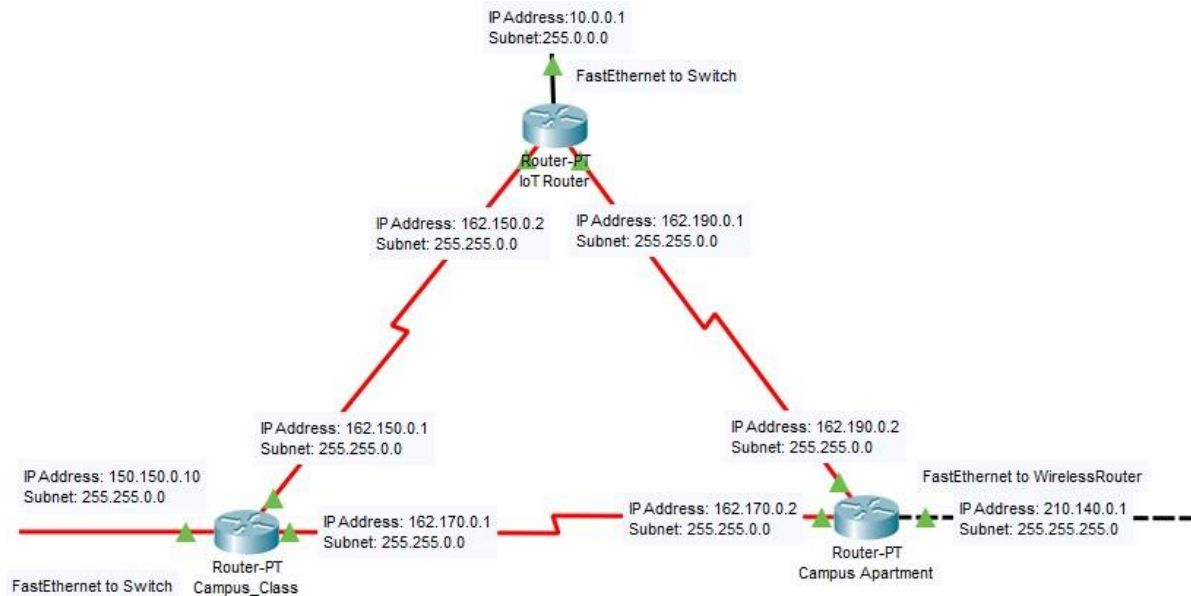 IP Address:10.0.0.1
Subnet:255.0.0.0
FastEthernet to Switch
Router-PT
IoT Router
IP Address: 162.150.0.2
Subnet: 255.255.0.0
IP Address: 162.190.0.1
Subnet: 255.255.0.0
IP Address: 162.150.0.1
Subnet: 255.255.0.0
IP Address: 162.190.0.2
Subnet: 255.255.0.0
IP Address: 150.150.0.10
Subnet: 255.255.0.0
FastEthernet to WirelessRouter
IP Address: 162.170.0.1
Subnet: 255.255.0.0
IP Address: 162.170.0.2
Subnet: 255.255.0.0
IP Address: 210.140.0.1
Subnet: 255.255.255.0
Router-PT
Campus_Class
Router-PT
Campus Apartment
FastEthernet to Switch